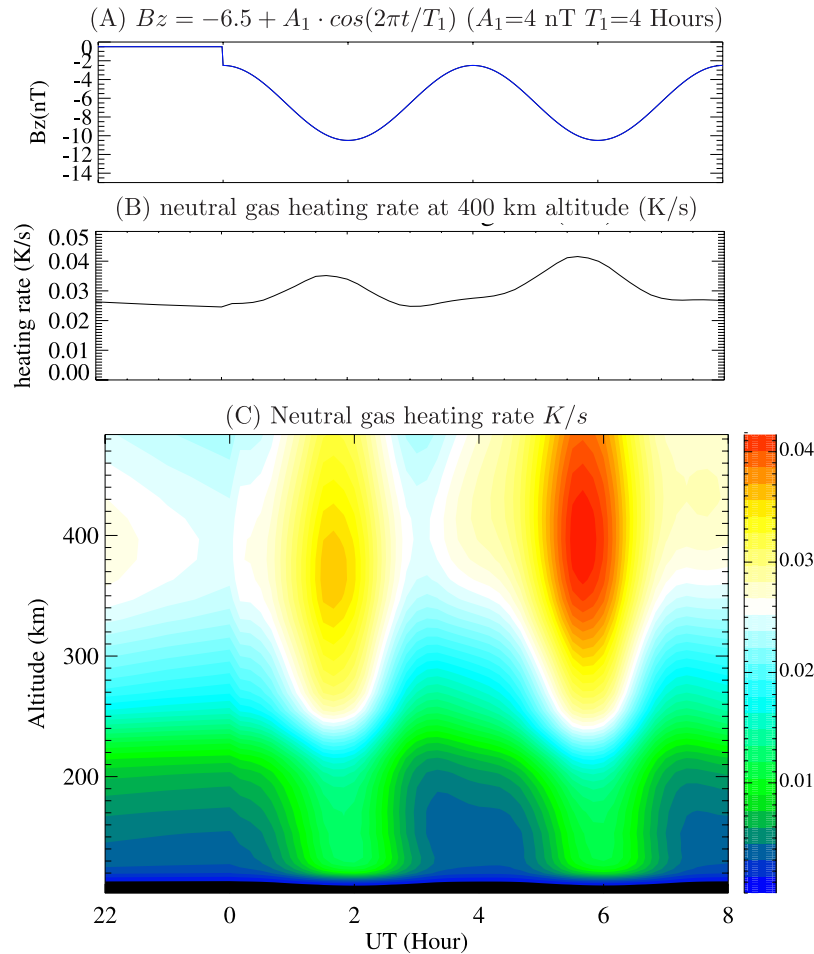 (A) Bz = −6.5 + A₁ · cos(2πt/T₁) (A₁=4 nT T₁=4 Hours)
0
-2
-4
-6
-8
-10
-12
-14
Bz(nT)
(B) neutral gas heating rate at 400 km altitude (K/s)
0.05
0.04
0.03
0.02
0.01
0.00
heating rate (K/s)
(C) Neutral gas heating rate K/s
400
300
200
Altitude (km)
0.04
0.03
0.02
0.01
22 0 2 4 6 8
UT (Hour)